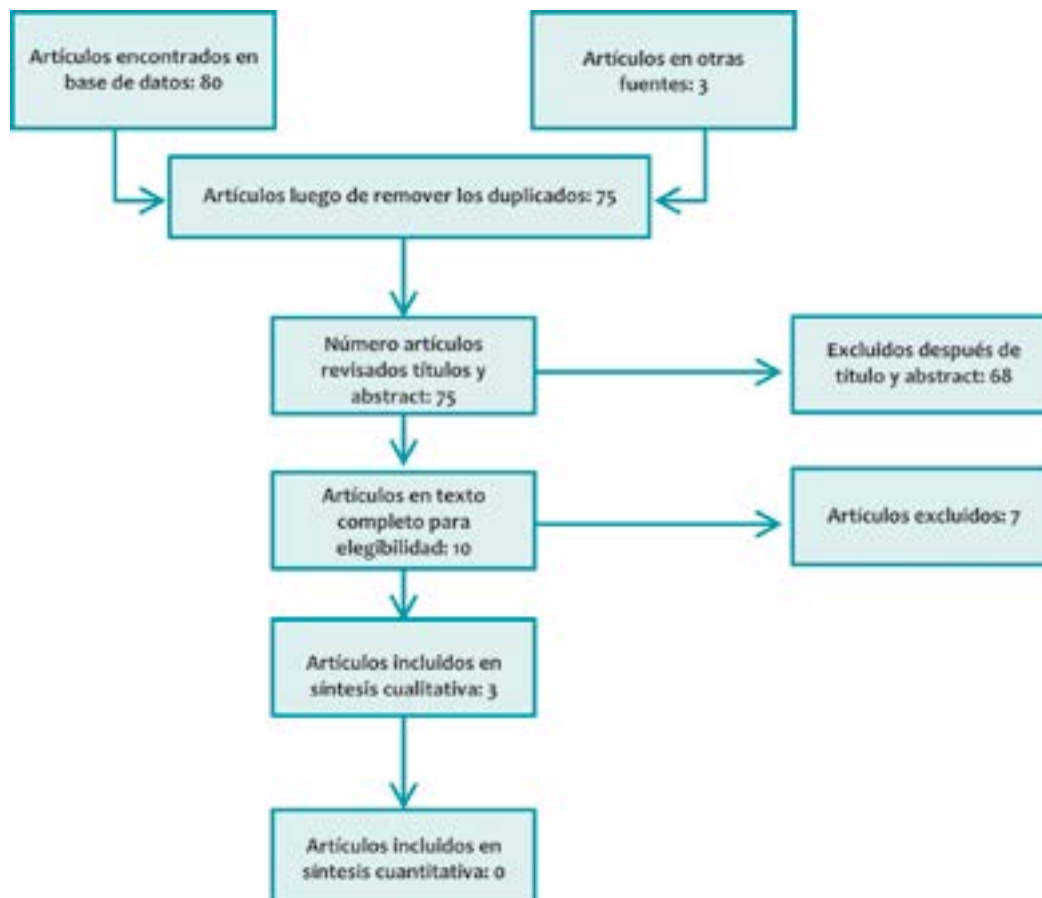 Artículos encontrados en
base de datos: 80
Artículos en otras
fuentes: 3
Artículos luego de remover los duplicados: 75
Número artículos
revisados títulos y
abstract: 75
Excluidos después de
título y abstract: 68
Artículos en texto
completo para
elegibilidad: 10
Artículos excluidos: 7
Artículos incluidos en
síntesis cualitativa: 3
Artículos incluidos en
síntesis cuantitativa: 0